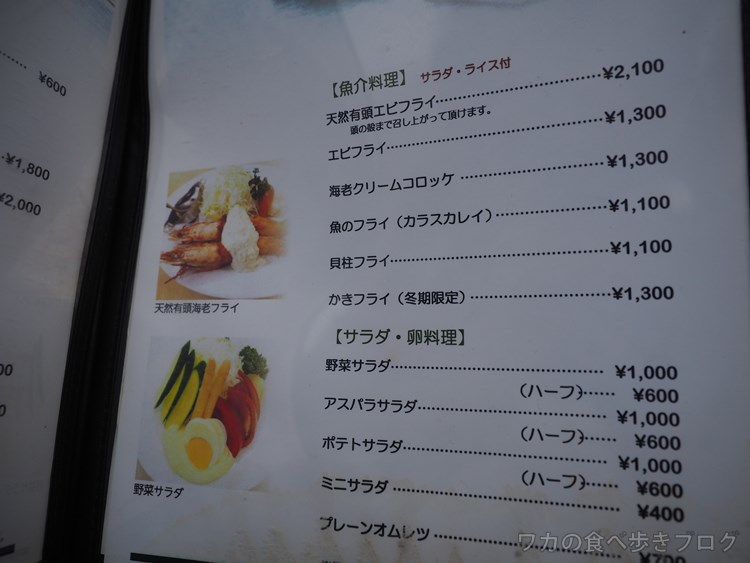 ¥600
¥1,800
¥2,000
【魚介料理】 サラダ・ライス付
天然有頭エビフライ……………¥2,100
頭の殻まで召し上がって頂けます。
エビフライ……………¥1,300
海老クリームコロッケ……………¥1,300
魚のフライ（カラスカレイ）……………¥1,100
貝柱フライ……………¥1,100
かきフライ（冬期限定）……………¥1,300
天然有頭海老フライ
【サラダ・卵料理】
野菜サラダ……………¥1,000
（ハーフ）……¥600
アスパラサラダ……………¥1,000
（ハーフ）……¥600
ポテトサラダ……………¥1,000
（ハーフ）……¥600
ミニサラダ……………¥400
プレーンオムレツ……………¥700
野菜サラダ
ワカの食べ歩きブログ